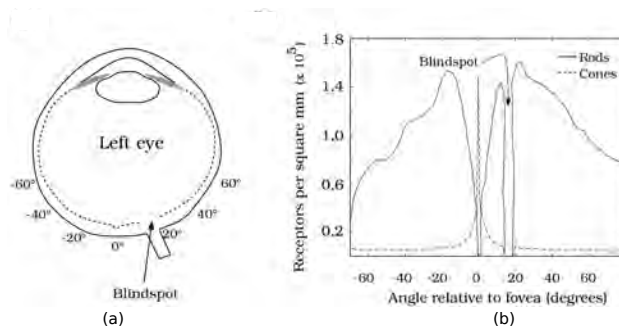 Left eye
-60°
-40°
-20°
0°
20°
40°
60°
Blindspot
(a)
Receptors per square mm (x 10⁵)
1.8
1.4
1.0
0.6
0.2
Blindspot
Rods
Cones
-60
-40
-20
0
20
40
60
Angle relative to fovea (degrees)
(b)